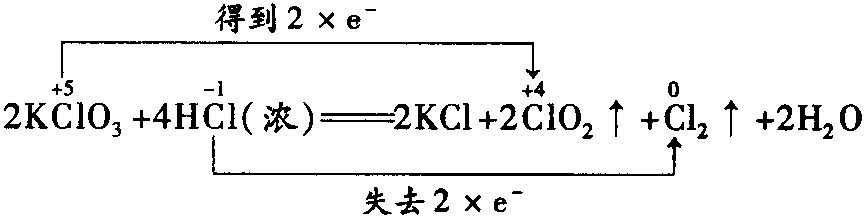 得到 2 × e⁻
+5 -1 +4 0
2KClO₃+4HCl(浓)══2KCl+2ClO₂↑+Cl₂↑+2H₂O
失去 2 × e⁻